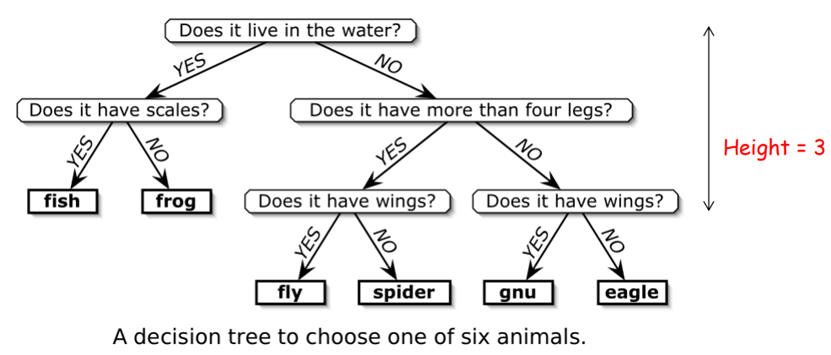 Does it live in the water?
YES
NO
Does it have scales?
Does it have more than four legs?
Height = 3
YES
NO
YES
NO
fish
frog
Does it have wings?
Does it have wings?
YES
NO
YES
NO
fly
spider
gnu
eagle
A decision tree to choose one of six animals.